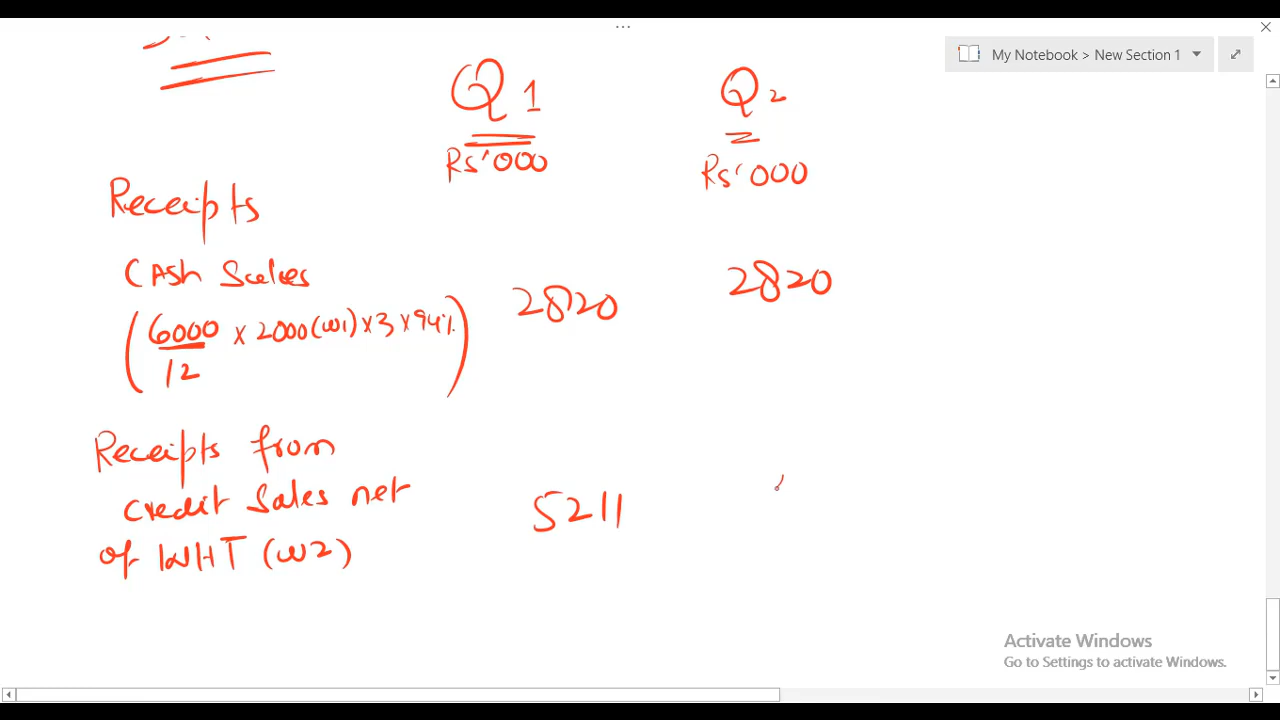 My Notebook > New Section 1
Q1 Q2
Rs'000 Rs'000
Receipts
CAsh Sales 2820 2820
(6000/12 x 2000(w1) x 3 x 94%)
Receipts from
credit Sales net 5211
of WHT (w2)
Activate Windows
Go to Settings to activate Windows.